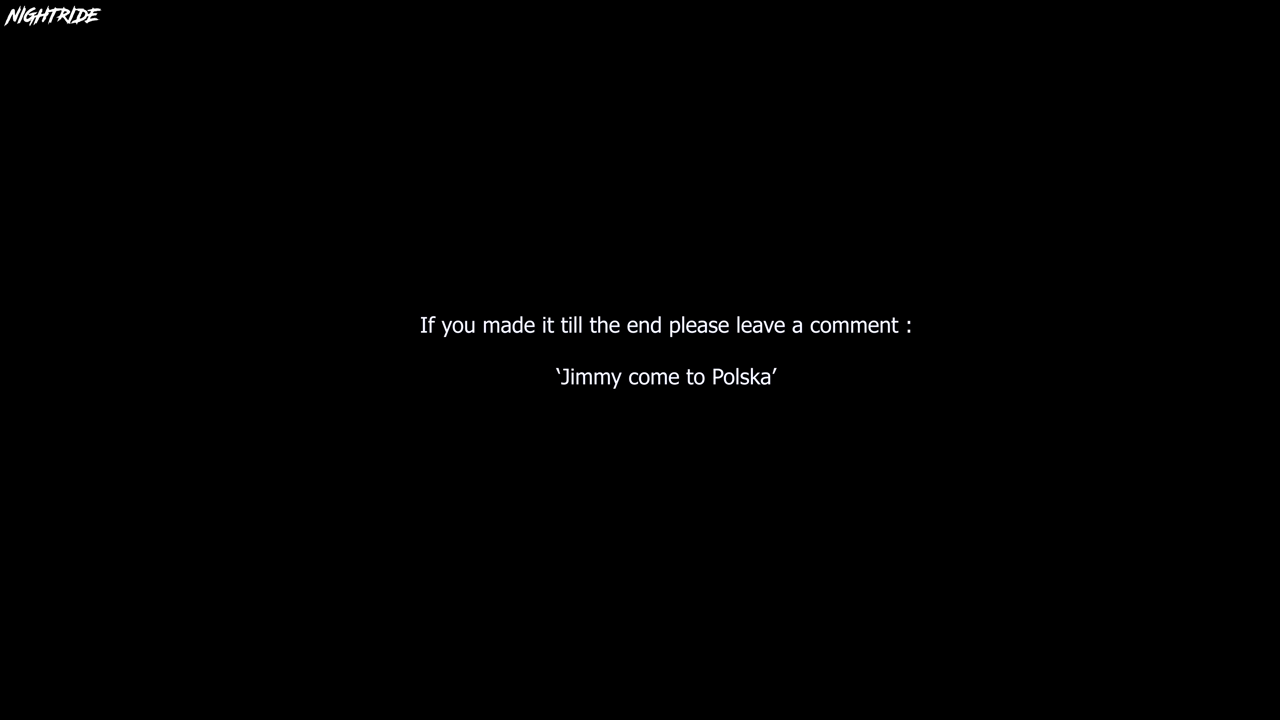 NIGHTRIDE
If you made it till the end please leave a comment :
‘Jimmy come to Polska’